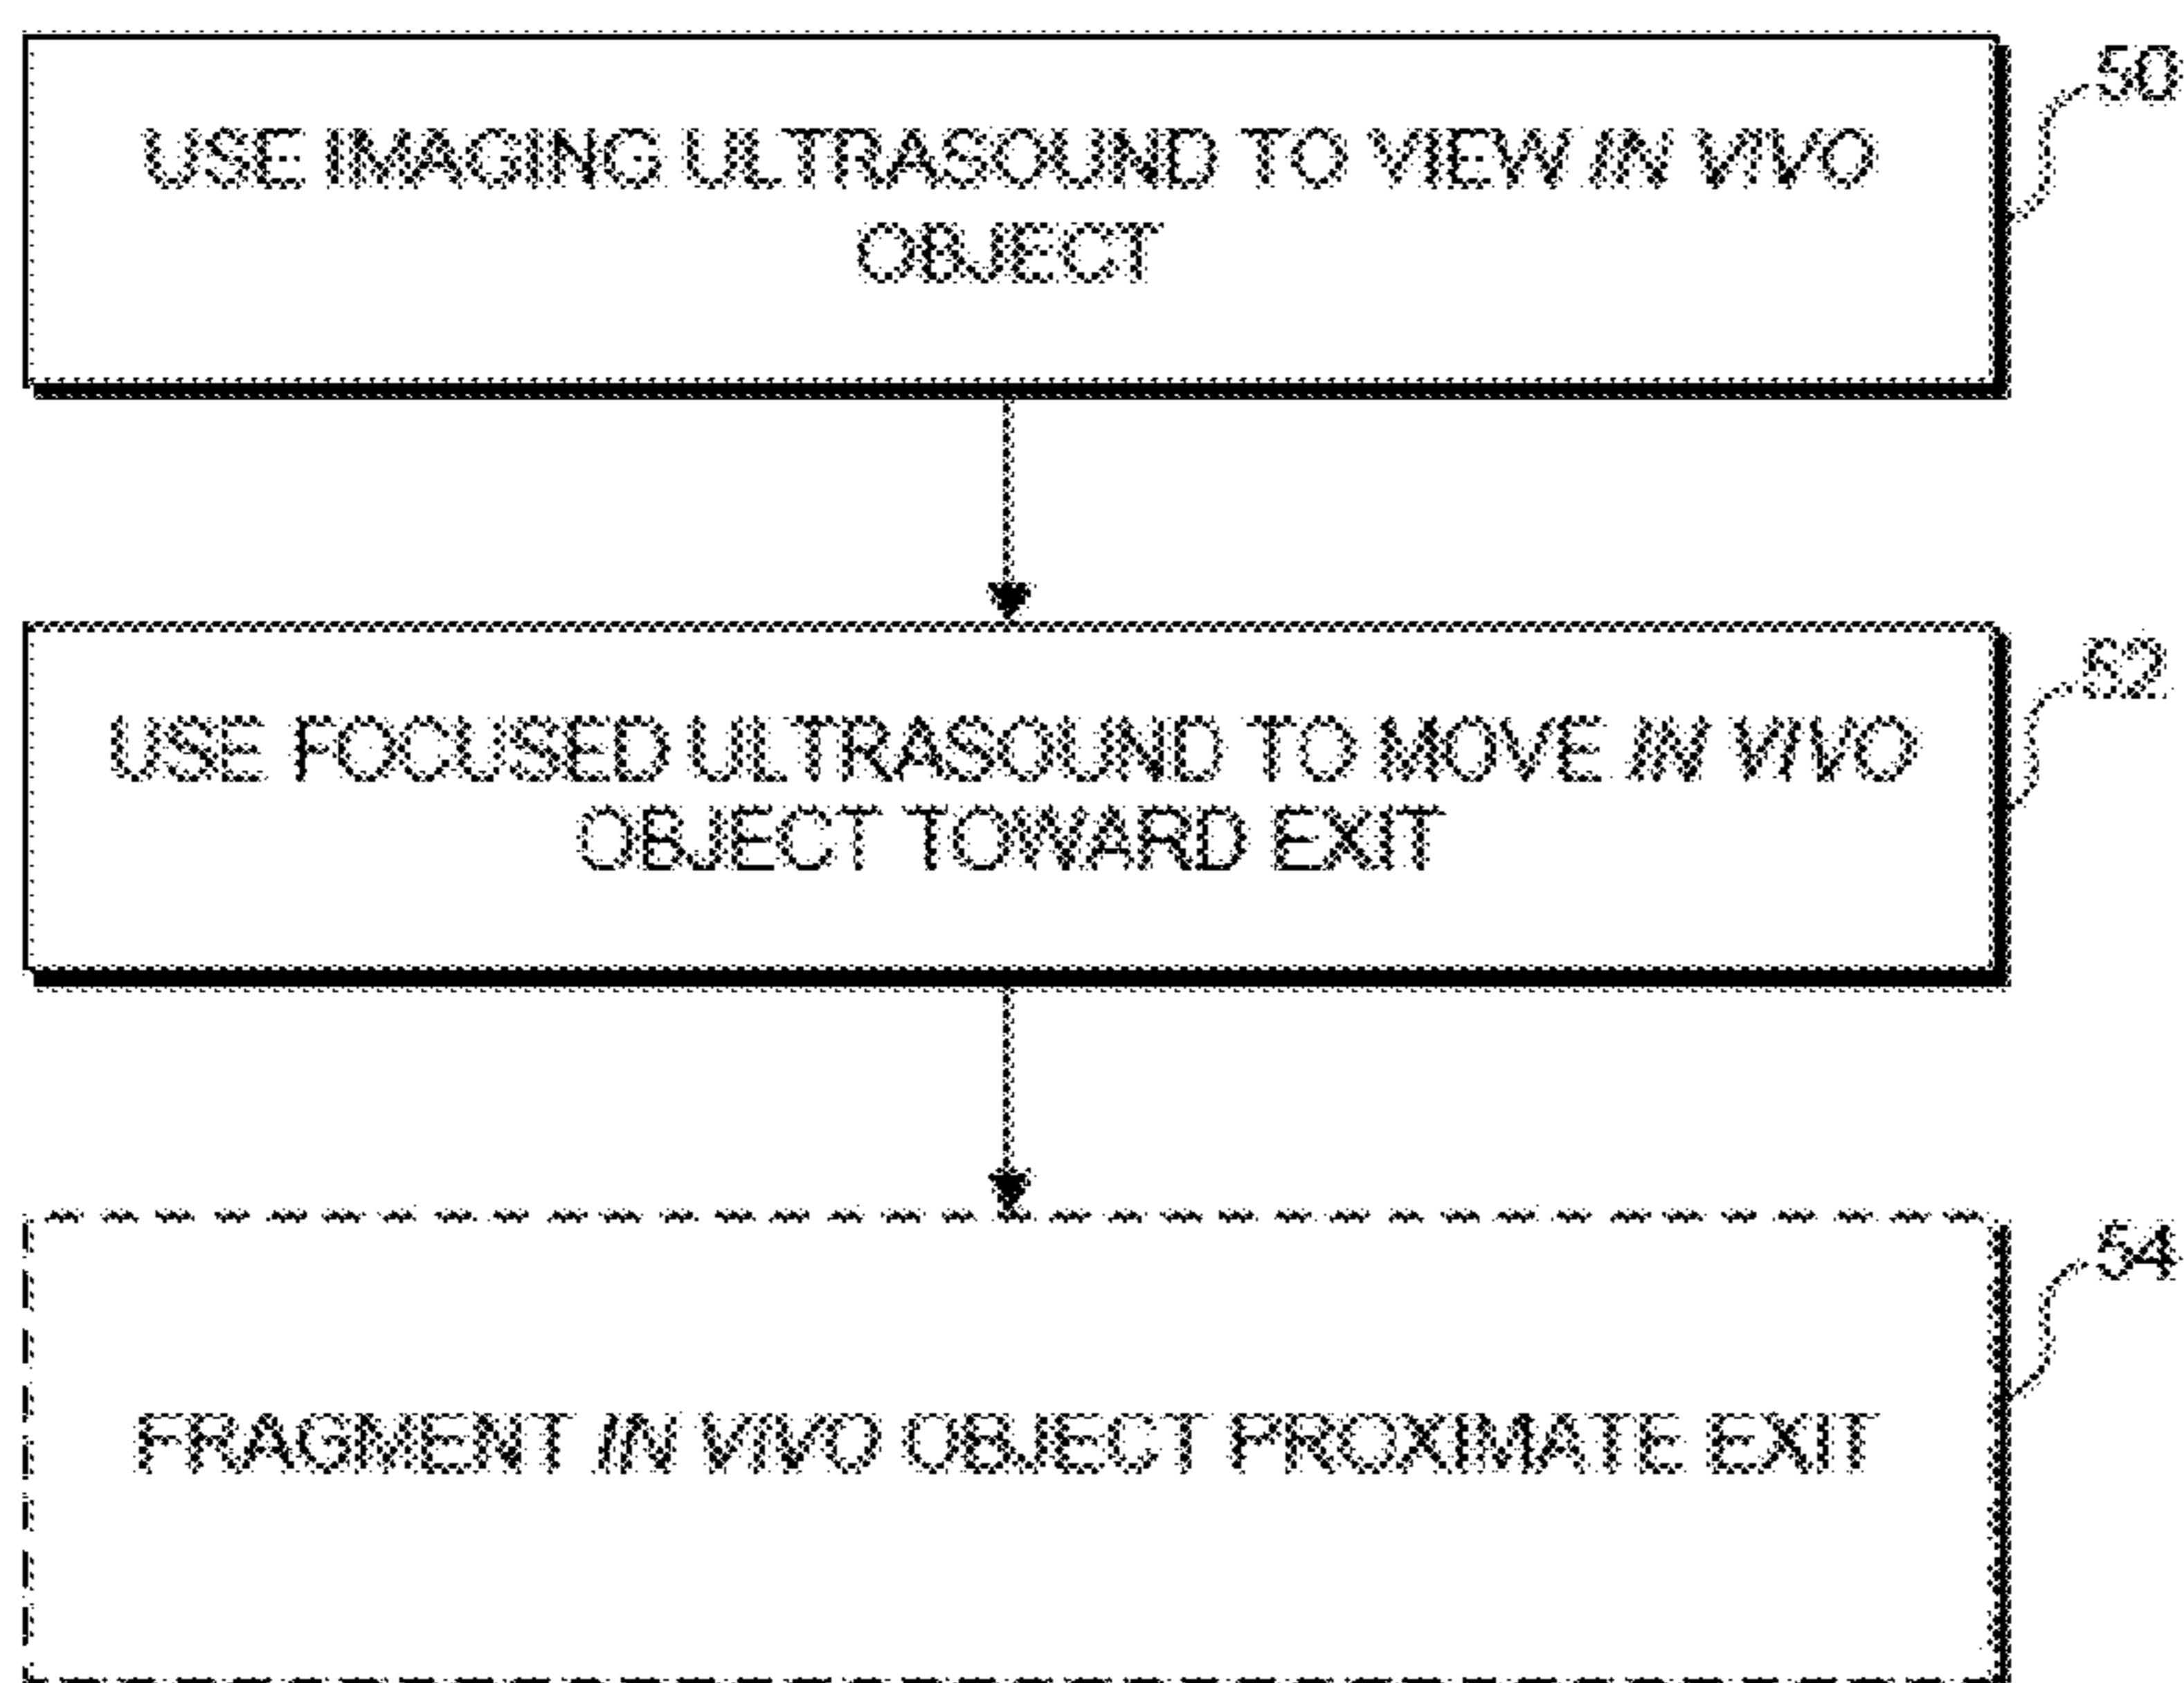 USE IMAGING ULTRASOUND TO VIEW IN VIVO
OBJECT
50
USE FOCUSED ULTRASOUND TO MOVE IN VIVO
OBJECT TOWARD EXIT
52
FRAGMENT IN VIVO OBJECT PROXIMATE EXIT
54